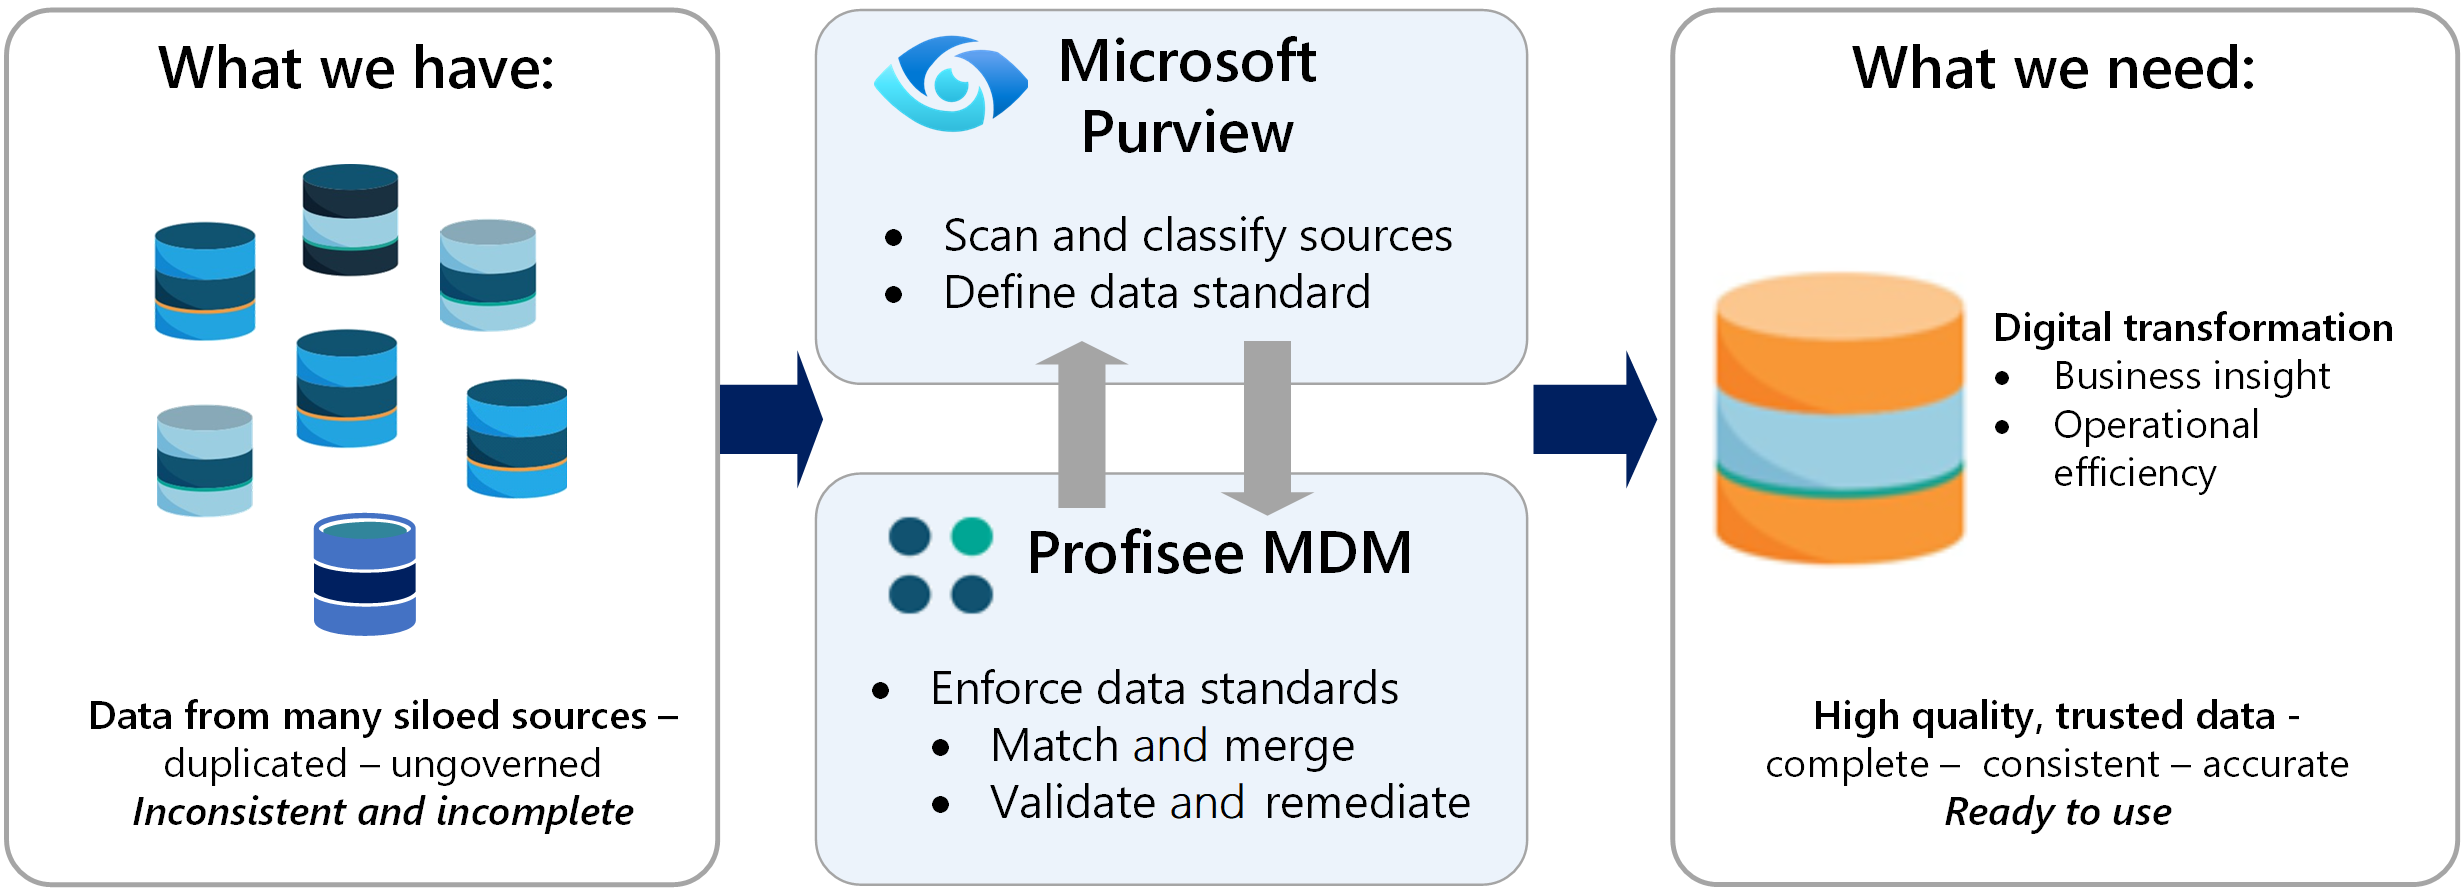 What we have:
Data from many siloed sources –
duplicated – ungoverned
Inconsistent and incomplete
Microsoft
Purview
• Scan and classify sources
• Define data standard
Profisee MDM
• Enforce data standards
• Match and merge
• Validate and remediate
What we need:
Digital transformation
• Business insight
• Operational
efficiency
High quality, trusted data -
complete – consistent – accurate
Ready to use